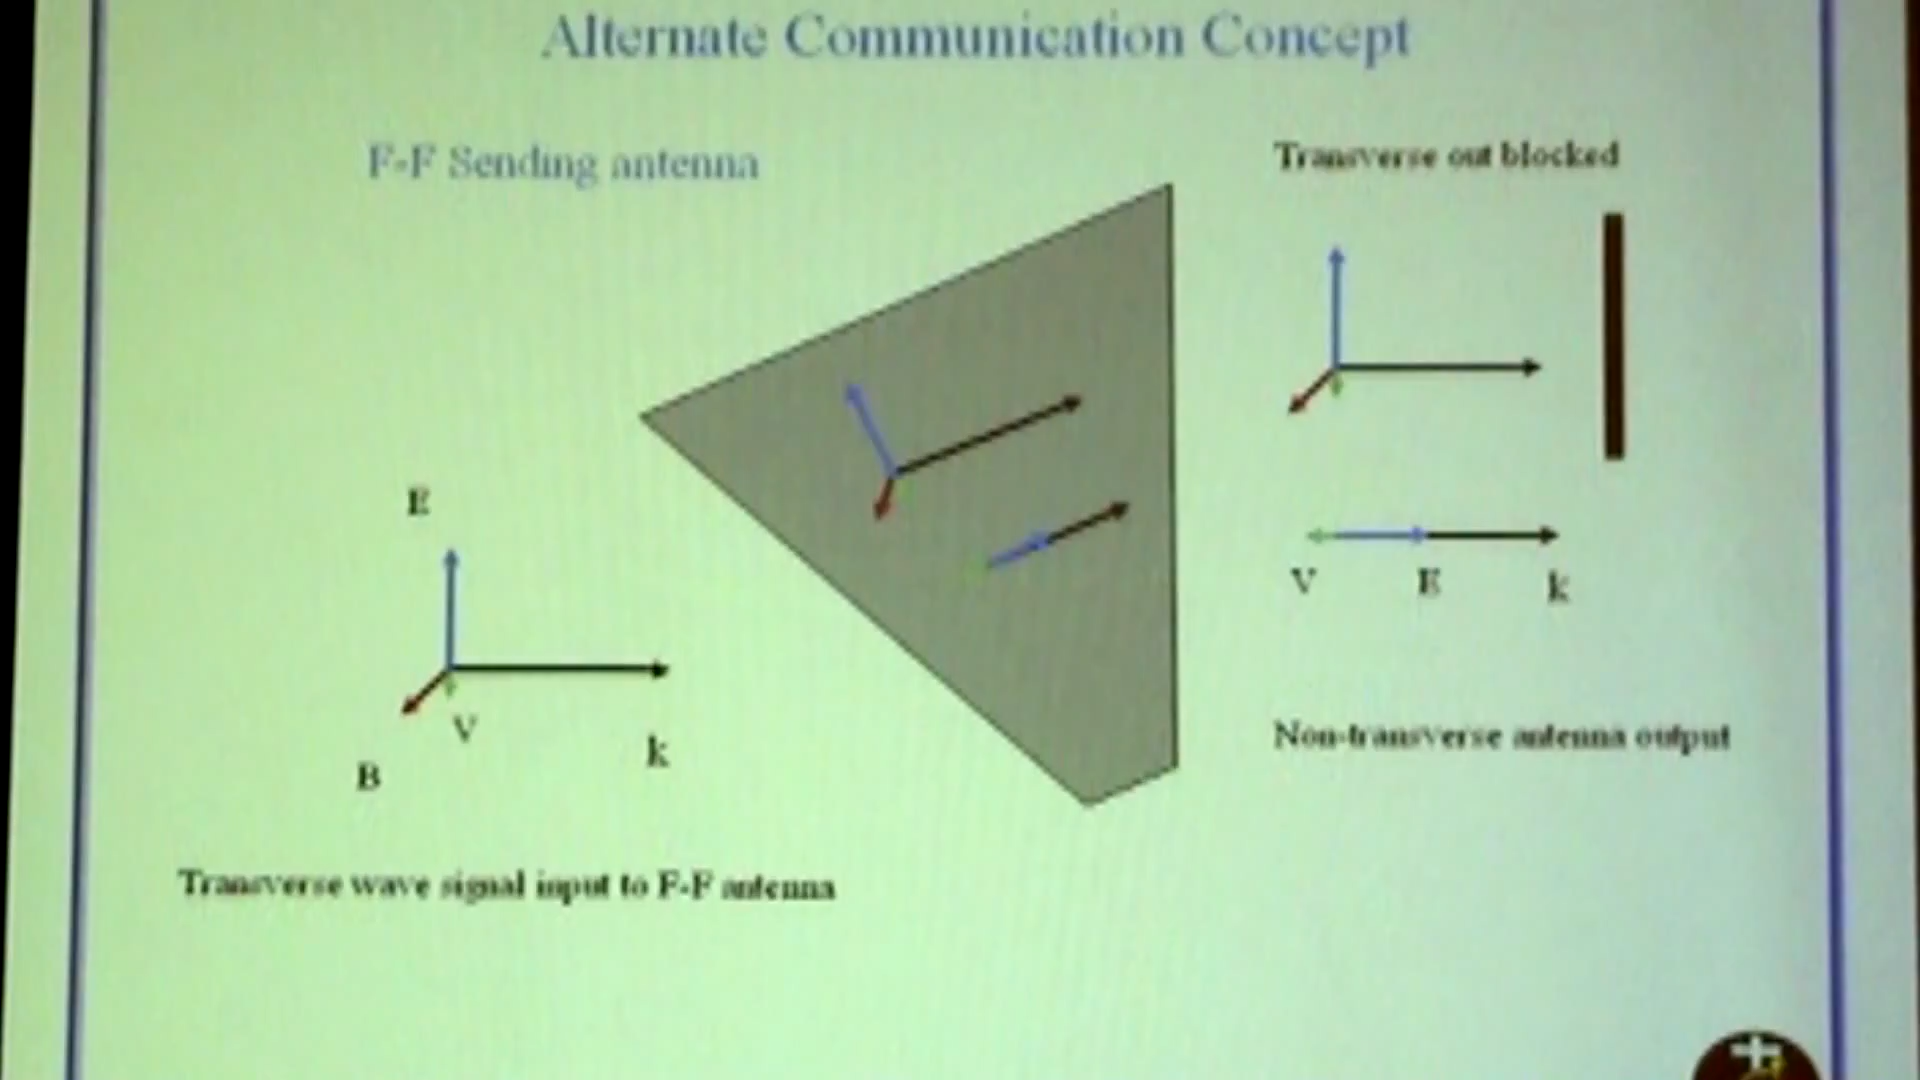 Alternate Communication Concept
F-F Sending antenna
Transverse out blocked
E
V
B
k
V E k
Non-transverse antenna output
Transverse wave signal input to F-F antenna